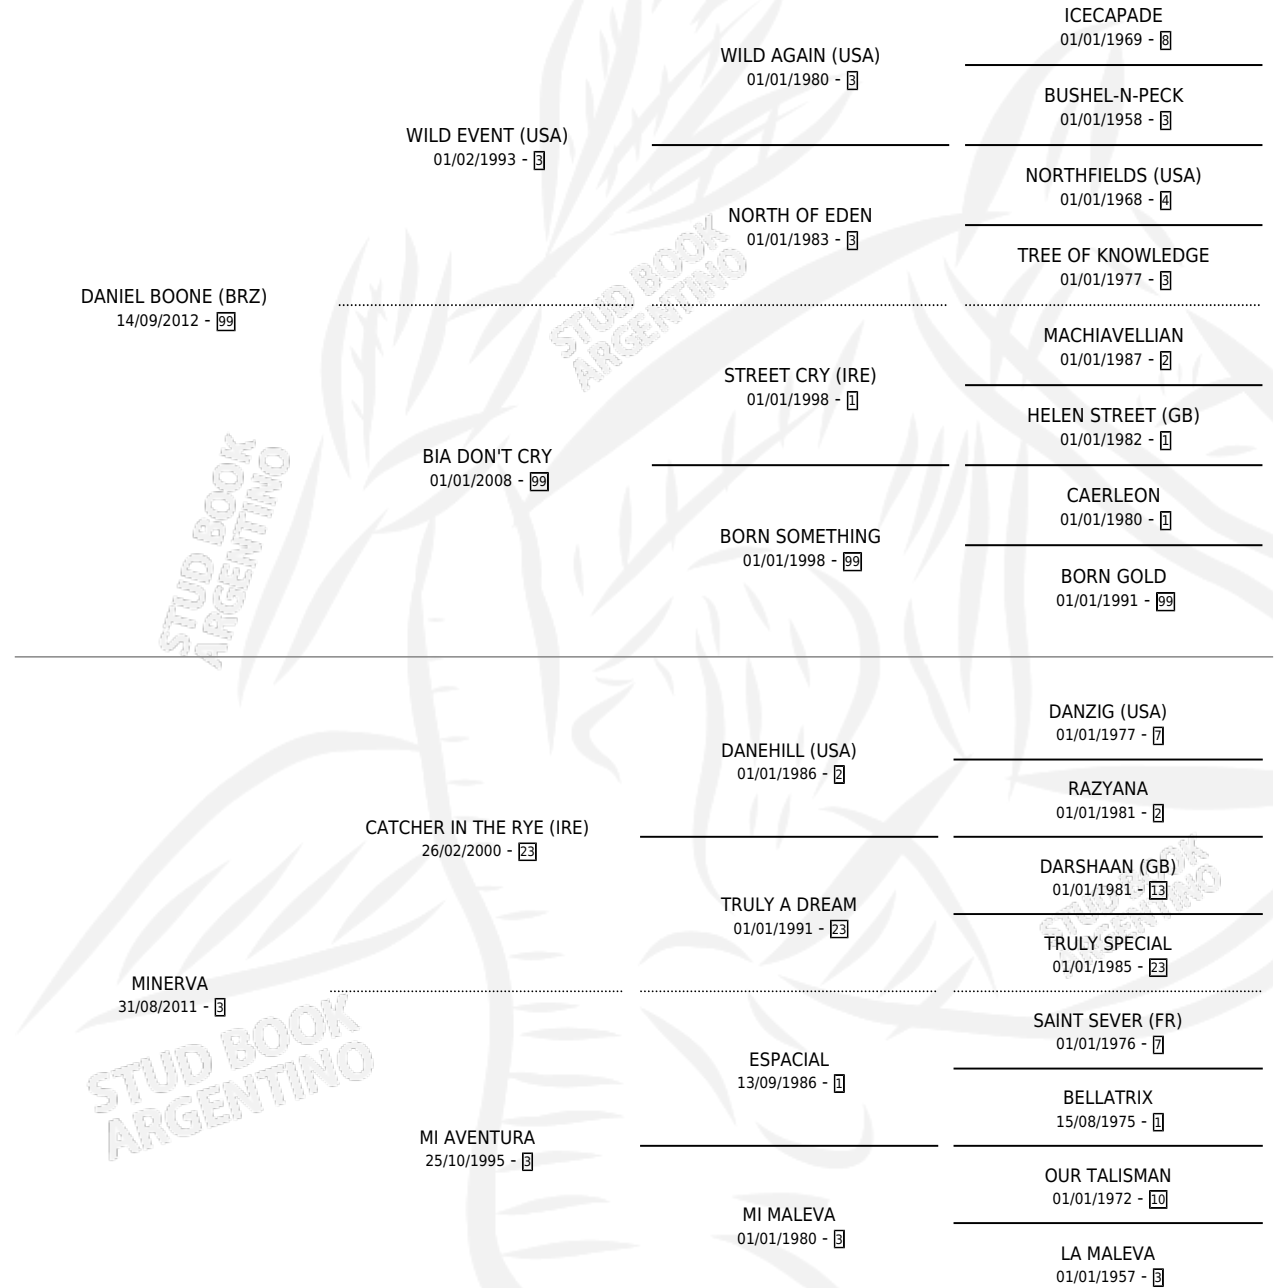 ICECAPADE
01/01/1969 - 8
WILD AGAIN (USA)
01/01/1980 - 3
BUSHEL-N-PECK
01/01/1958 - 3
WILD EVENT (USA)
01/02/1993 - 3
NORTHFIELDS (USA)
01/01/1968 - 4
NORTH OF EDEN
01/01/1983 - 3
TREE OF KNOWLEDGE
01/01/1977 - 3
DANIEL BOONE (BRZ)
14/09/2012 - 99
MACHIAVELLIAN
01/01/1987 - 2
STREET CRY (IRE)
01/01/1998 - 1
HELEN STREET (GB)
01/01/1982 - 1
BIA DON'T CRY
01/01/2008 - 99
CAERLEON
01/01/1980 - 1
BORN SOMETHING
01/01/1998 - 99
BORN GOLD
01/01/1991 - 99
STUD BOOK
ARGENTINO
STUD BOOK
ARGENTINO
DANZIG (USA)
01/01/1977 - 7
DANEHILL (USA)
01/01/1986 - 2
RAZYANA
01/01/1981 - 2
CATCHER IN THE RYE (IRE)
26/02/2000 - 23
DARSHAAN (GB)
01/01/1981 - 13
TRULY A DREAM
01/01/1991 - 23
TRULY SPECIAL
01/01/1985 - 23
STUD BOOK
ARGENTINO
MINERVA
31/08/2011 - 3
SAINT SEVER (FR)
01/01/1976 - 7
ESPACIAL
13/09/1986 - 1
BELLATRIX
15/08/1975 - 1
STUD BOOK
ARGENTINO
MI AVENTURA
25/10/1995 - 3
OUR TALISMAN
01/01/1972 - 10
MI MALEVA
01/01/1980 - 3
LA MALEVA
01/01/1957 - 3